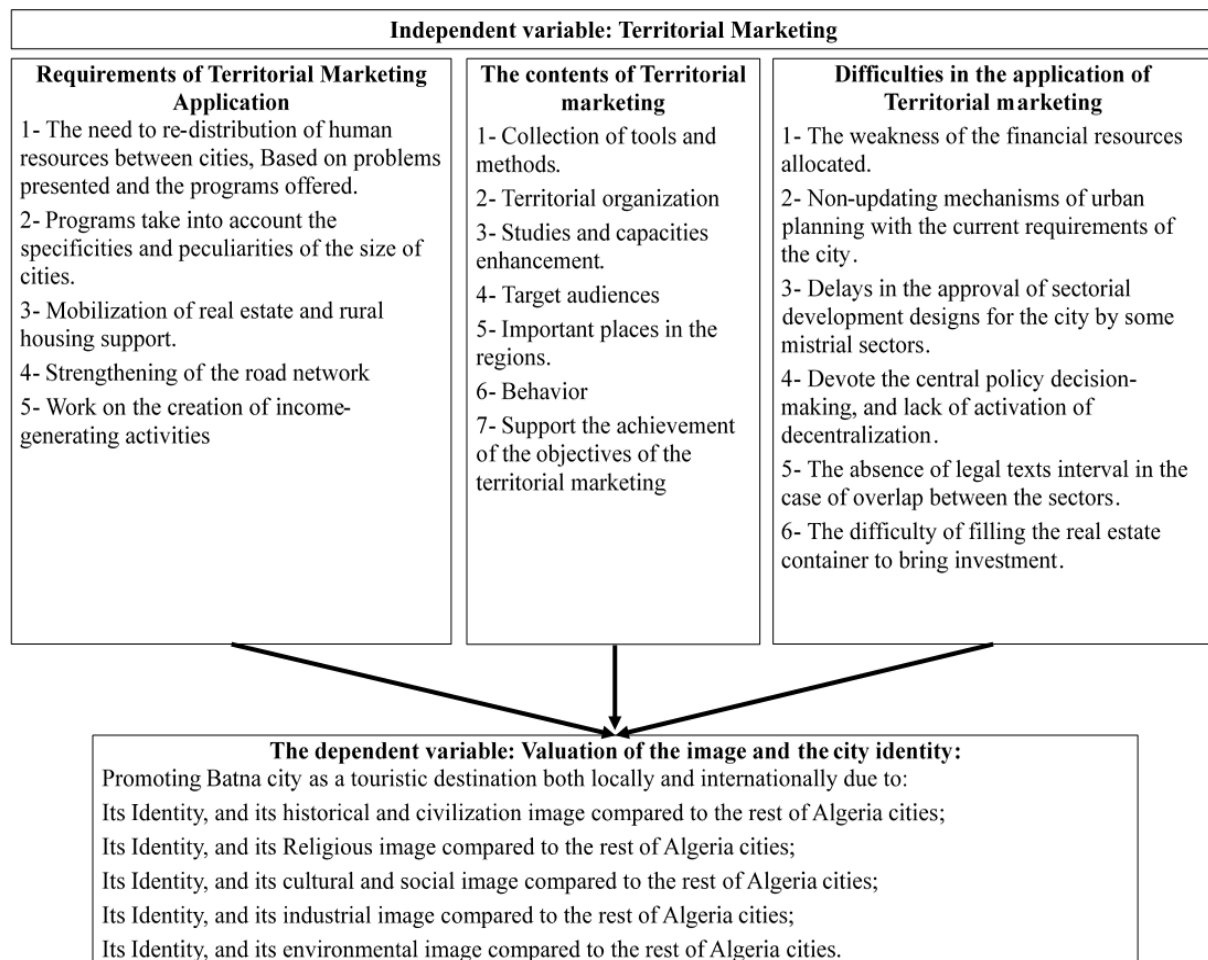 Independent variable: Territorial Marketing
Requirements of Territorial Marketing
Application
1- The need to re-distribution of human
resources between cities, Based on problems
presented and the programs offered.
2- Programs take into account the
specificities and peculiarities of the size of
cities.
3- Mobilization of real estate and rural
housing support.
4- Strengthening of the road network
5- Work on the creation of income-
generating activities
The contents of Territorial
marketing
1- Collection of tools and
methods.
2- Territorial organization
3- Studies and capacities
enhancement.
4- Target audiences
5- Important places in the
regions.
6- Behavior
7- Support the achievement
of the objectives of the
territorial marketing
Difficulties in the application of
Territorial marketing
1- The weakness of the financial resources
allocated.
2- Non-updating mechanisms of urban
planning with the current requirements of
the city.
3- Delays in the approval of sectorial
development designs for the city by some
mistrial sectors.
4- Devote the central policy decision-
making, and lack of activation of
decentralization.
5- The absence of legal texts interval in the
case of overlap between the sectors.
6- The difficulty of filling the real estate
container to bring investment.
The dependent variable: Valuation of the image and the city identity:
Promoting Batna city as a touristic destination both locally and internationally due to:
Its Identity, and its historical and civilization image compared to the rest of Algeria cities;
Its Identity, and its Religious image compared to the rest of Algeria cities;
Its Identity, and its cultural and social image compared to the rest of Algeria cities;
Its Identity, and its industrial image compared to the rest of Algeria cities;
Its Identity, and its environmental image compared to the rest of Algeria cities.